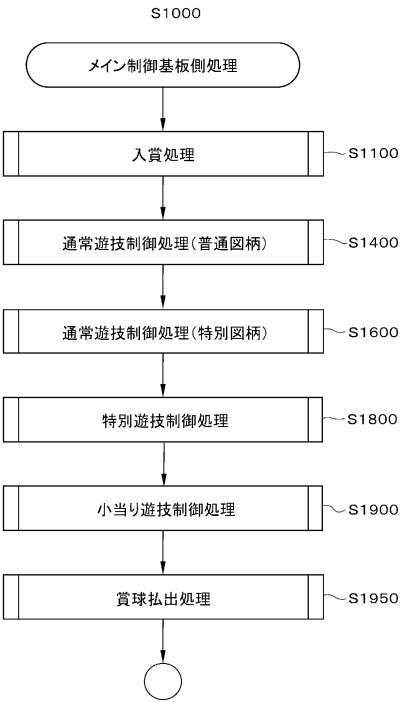 S1000
メイン制御基板側処理
入賞処理
S1100
通常遊技制御処理(普通図柄)
S1400
通常遊技制御処理(特別図柄)
S1600
特別遊技制御処理
S1800
小当り遊技制御処理
S1900
賞球払出処理
S1950